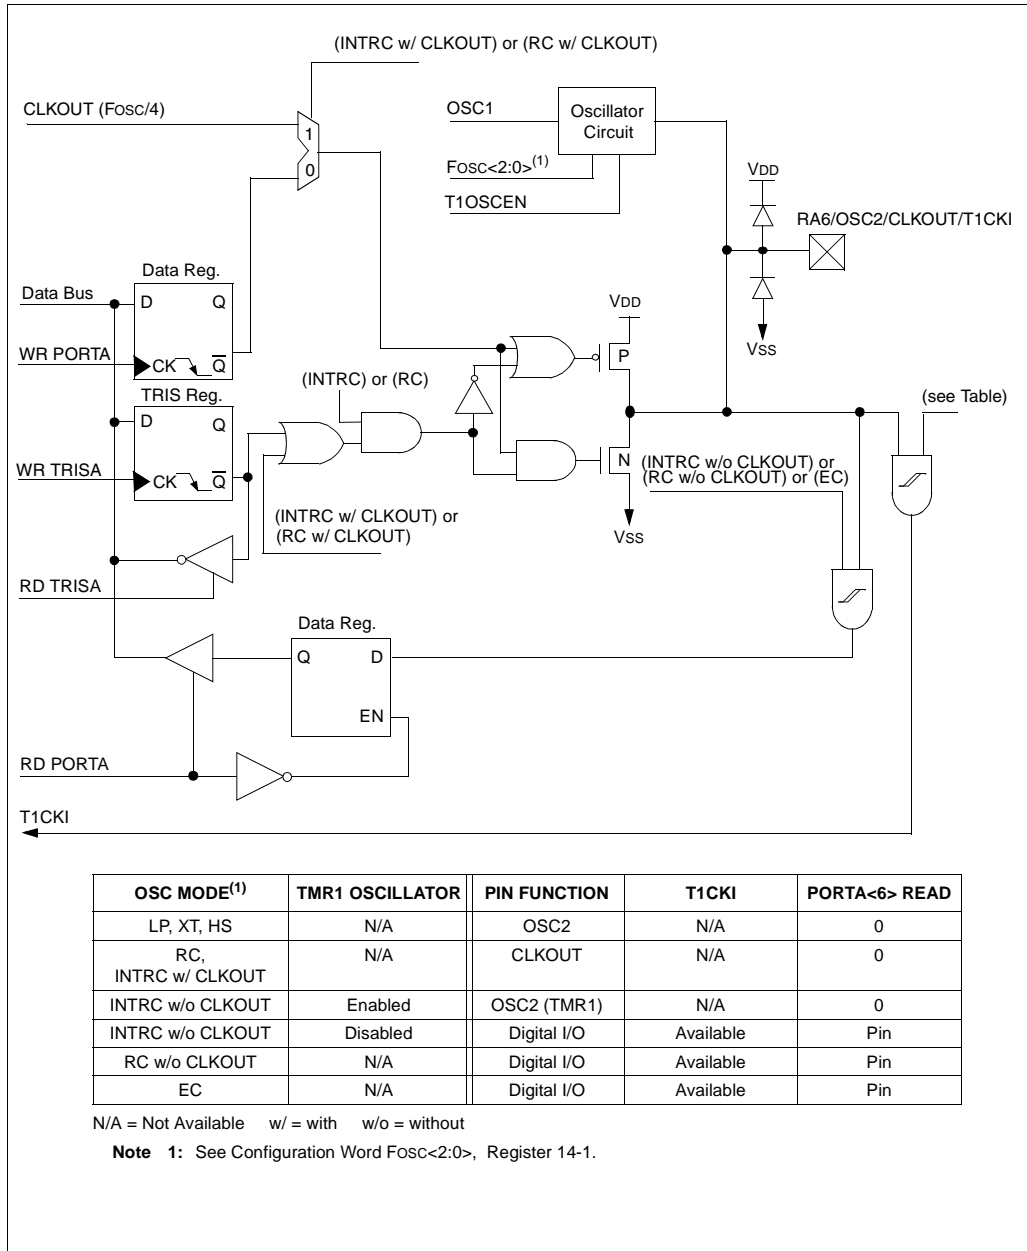 (INTRC w/ CLKOUT) or (RC w/ CLKOUT)
CLKOUT (FOSC/4)
1
0
OSC1
Oscillator
Circuit
FOSC<2:0>(1)
T1OSCEN
VDD
RA6/OSC2/CLKOUT/T1CKI
VSS
Data Reg.
Data Bus
D
Q
WR PORTA
CK
Q
TRIS Reg.
D
Q
WR TRISA
CK
Q
(INTRC) or (RC)
VDD
P
N
VSS
(see Table)
(INTRC w/o CLKOUT) or
(RC w/o CLKOUT) or (EC)
(INTRC w/ CLKOUT) or
(RC w/ CLKOUT)
RD TRISA
Data Reg.
Q
D
EN
RD PORTA
T1CKI
OSC MODE(1) TMR1 OSCILLATOR PIN FUNCTION T1CKI PORTA<6> READ
LP, XT, HS N/A OSC2 N/A 0
RC,
INTRC w/ CLKOUT N/A CLKOUT N/A 0
INTRC w/o CLKOUT Enabled OSC2 (TMR1) N/A 0
INTRC w/o CLKOUT Disabled Digital I/O Available Pin
RC w/o CLKOUT N/A Digital I/O Available Pin
EC N/A Digital I/O Available Pin
N/A = Not Available w/ = with w/o = without
Note 1: See Configuration Word FOSC<2:0>, Register 14-1.